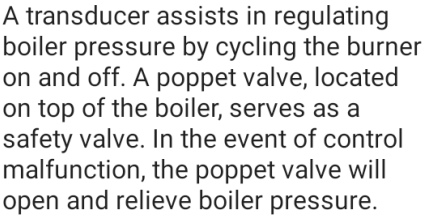 A transducer assists in regulating
boiler pressure by cycling the burner
on and off. A poppet valve, located
on top of the boiler, serves as a
safety valve. In the event of control
malfunction, the poppet valve will
open and relieve boiler pressure.